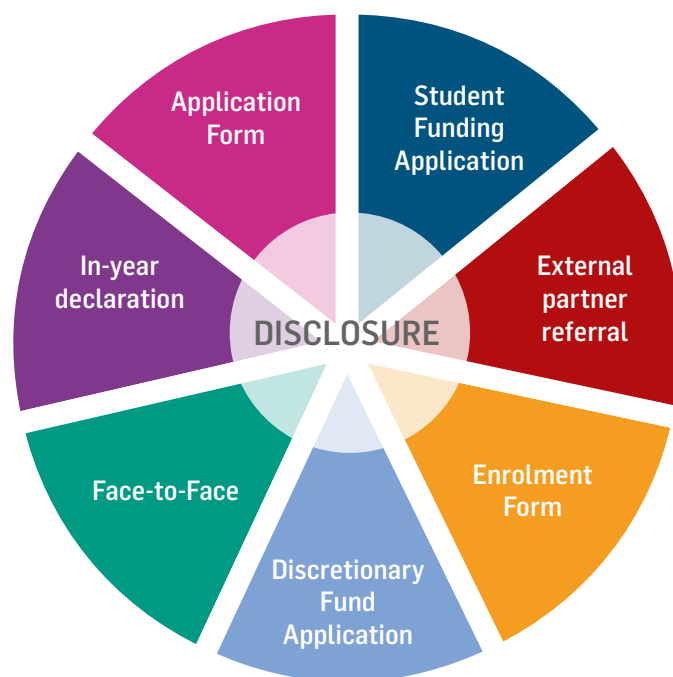 Application
Form
Student
Funding
Application
In-year
declaration
External
partner
referral
DISCLOSURE
Face-to-Face
Enrolment
Form
Discretionary
Fund
Application